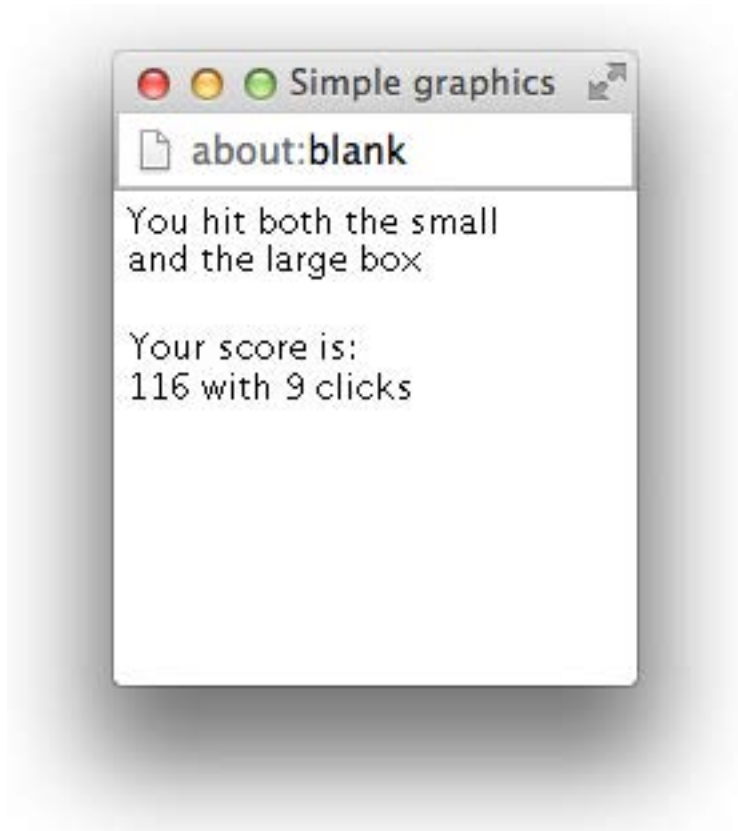 Simple graphics
about:blank
You hit both the small
and the large box
Your score is:
116 with 9 clicks